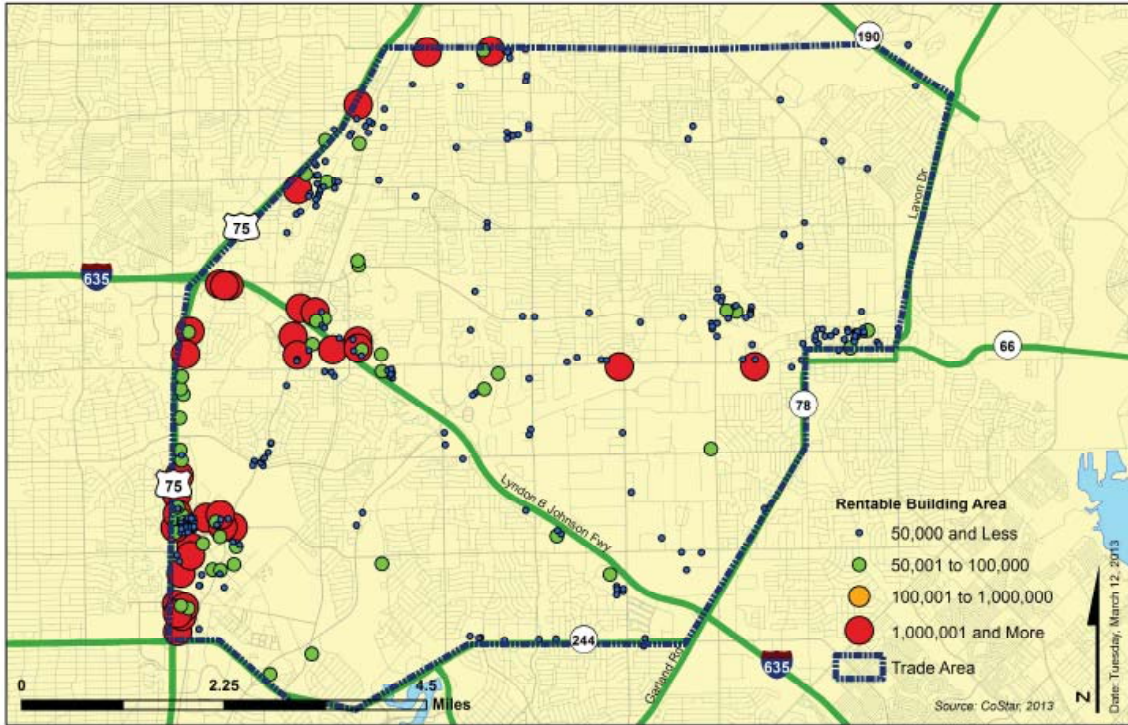 190
Lavon Dr
75
635
66
78
75
Lyndon B Johnson Fwy
Rentable Building Area
50,000 and Less
50,001 to 100,000
100,001 to 1,000,000
1,000,001 and More
Trade Area
244
Garland Rd
635
0
2.25
4.5
Miles
Source: CoStar, 2013
N
Date: Tuesday, March 12, 2013